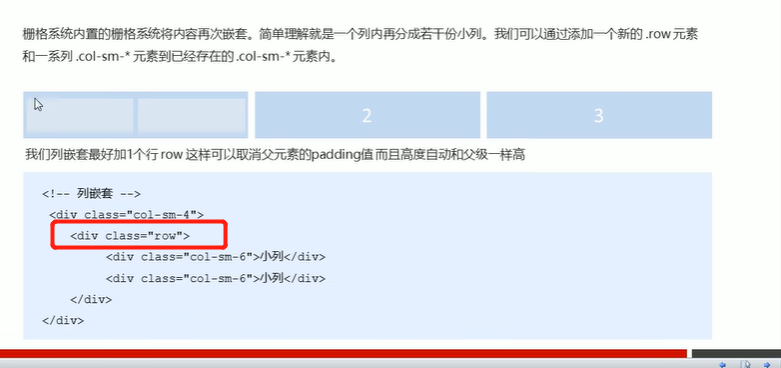 栅格系统内置的栅格系统将内容再次嵌套。简单理解就是一个列内再分成若干份小列。我们可以通过添加一个新的 .row 元素
和一系列 .col-sm-* 元素到已经存在的 .col-sm-* 元素内。
2
3
我们列嵌套最好加1个行 row 这样可以取消父元素的padding值 而且高度自动和父级一样高
<!-- 列嵌套 -->
<div class="col-sm-4">
<div class="row">
<div class="col-sm-6">小列</div>
<div class="col-sm-6">小列</div>
</div>
</div>